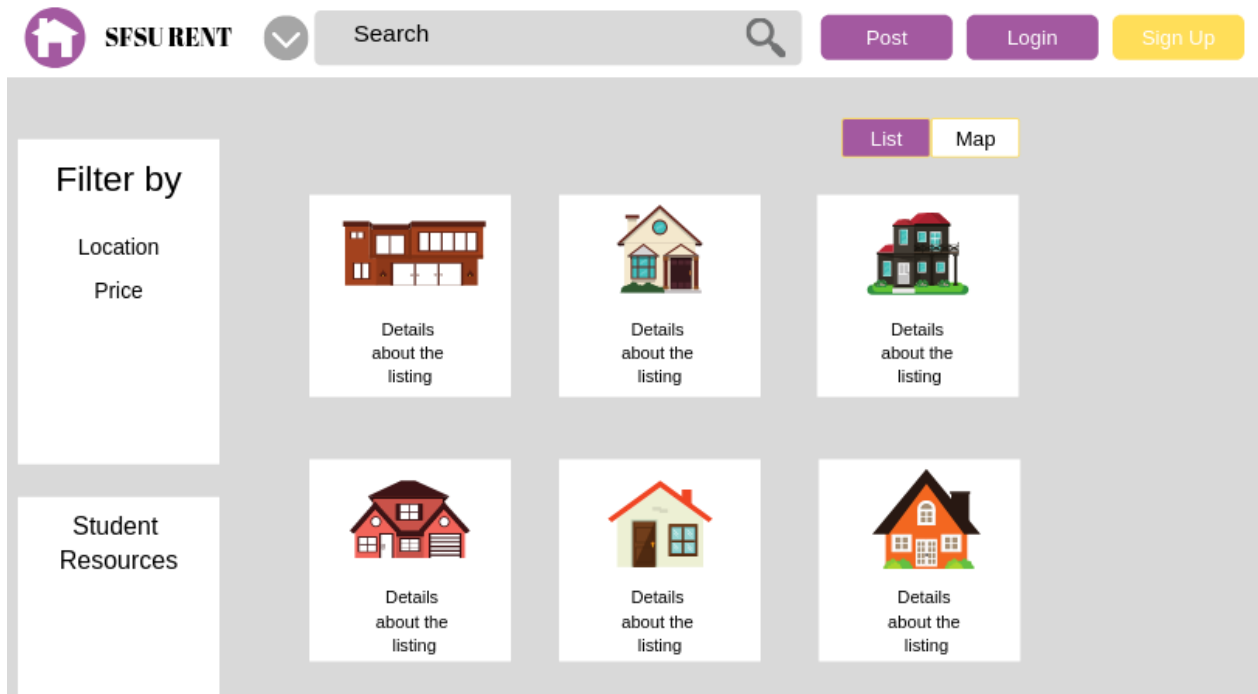 SFSU RENT
Search
Post
Login
Sign Up
List
Map
Filter by
Location
Price
Details
about the
listing
Details
about the
listing
Details
about the
listing
Student
Resources
Details
about the
listing
Details
about the
listing
Details
about the
listing